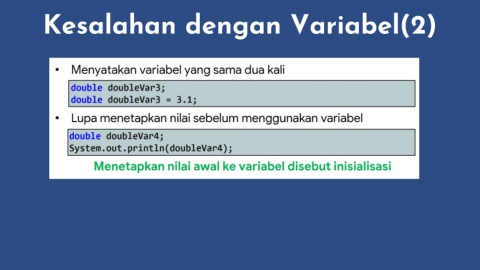 Kesalahan dengan Variabel(2)
• Menyatakan variabel yang sama dua kali
double doubleVar3;
double doubleVar3 = 3.1;
• Lupa menetapkan nilai sebelum menggunakan variabel
double doubleVar4;
System.out.println(doubleVar4);
Menetapkan nilai awal ke variabel disebut inisialisasi